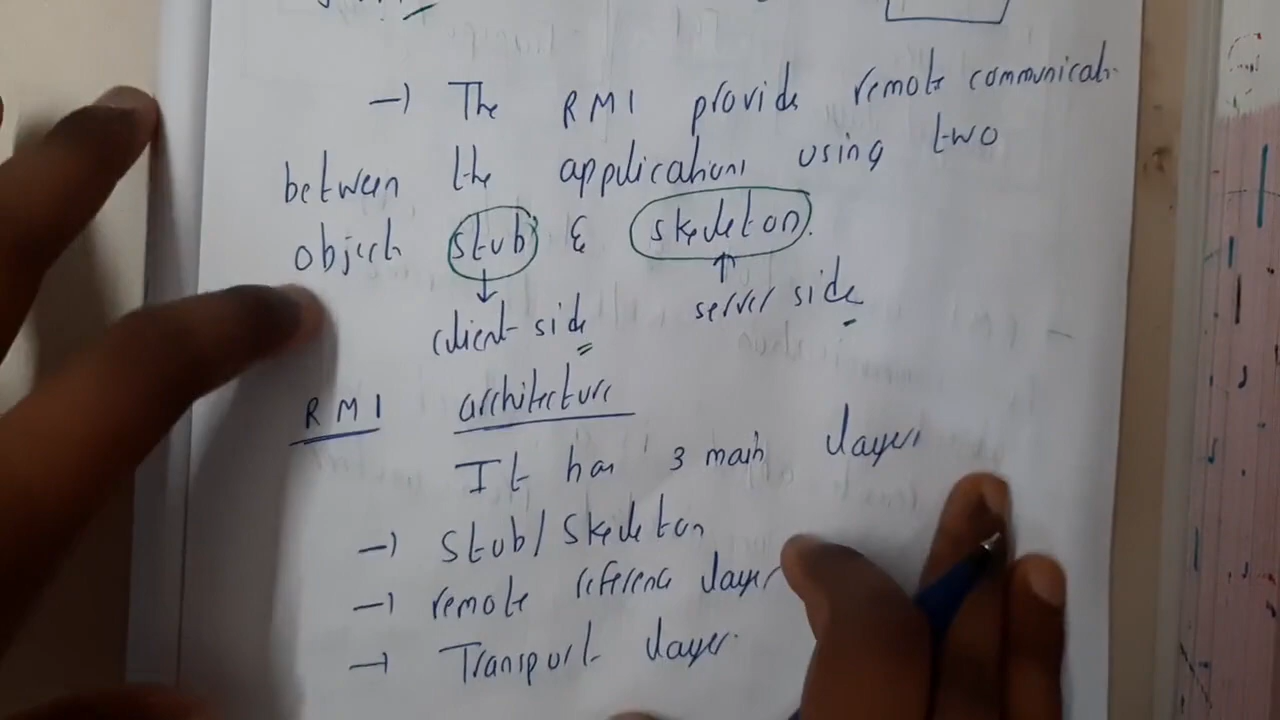 → The RMI provide remote communicati
between the applications using two
objects stub & skeleton.
client side
server side
RMI architecture
It has 3 main layers
→ Stub/Skeleton
→ remote reference layer
→ Transport layer